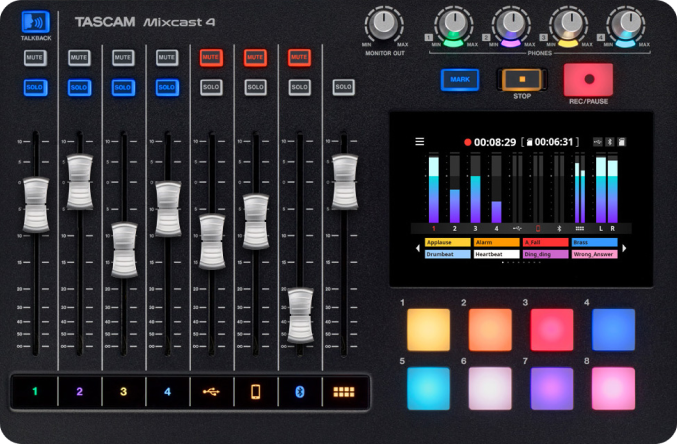 TASCAM Mixcast 4
TALKBACK
MUTE MUTE MUTE MUTE MUTE MUTE MUTE
SOLO SOLO SOLO SOLO SOLO SOLO SOLO SOLO
MIN MAX
MONITOR OUT
1 2 3 4
MIN MAX MIN MAX MIN MAX MIN MAX
PHONES
MARK
STOP
REC/PAUSE
00:08:29 [ 00:06:31 ]
1 2 3 4 L R
Applause Alarm A_Fall Brass
Drumbeat Heartbeat Ding_ding Wrong_Answer
1 2 3 4
5 6 7 8
1 2 3 4